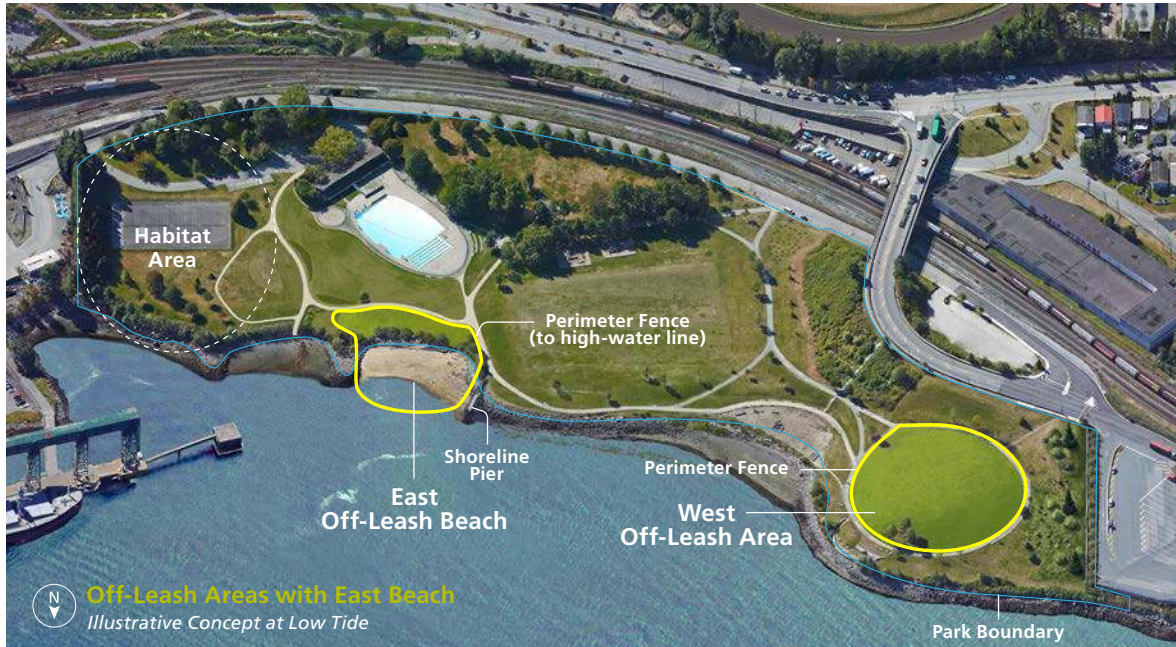 Habitat
Area
Perimeter Fence
(to high-water line)
Shoreline
Pier
East
Off-Leash Beach
Perimeter Fence
West
Off-Leash Area
N
Off-Leash Areas with East Beach
Illustrative Concept at Low Tide
Park Boundary